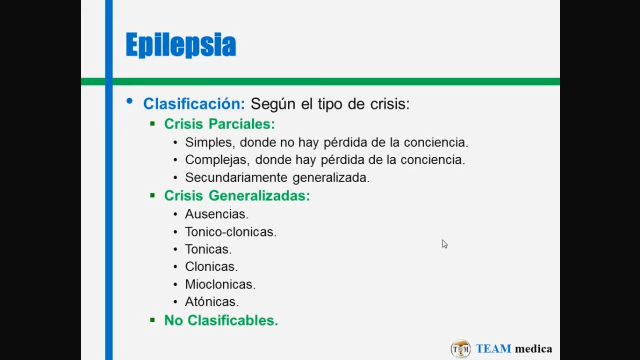 Epilepsia
• Clasificación: Según el tipo de crisis:
▪ Crisis Parciales:
• Simples, donde no hay pérdida de la conciencia.
• Complejas, donde hay pérdida de la conciencia.
• Secundariamente generalizada.
▪ Crisis Generalizadas:
• Ausencias.
• Tonico-clonicas.
• Tonicas.
• Clonicas.
• Mioclonicas.
• Atónicas.
▪ No Clasificables.
TEAM medica